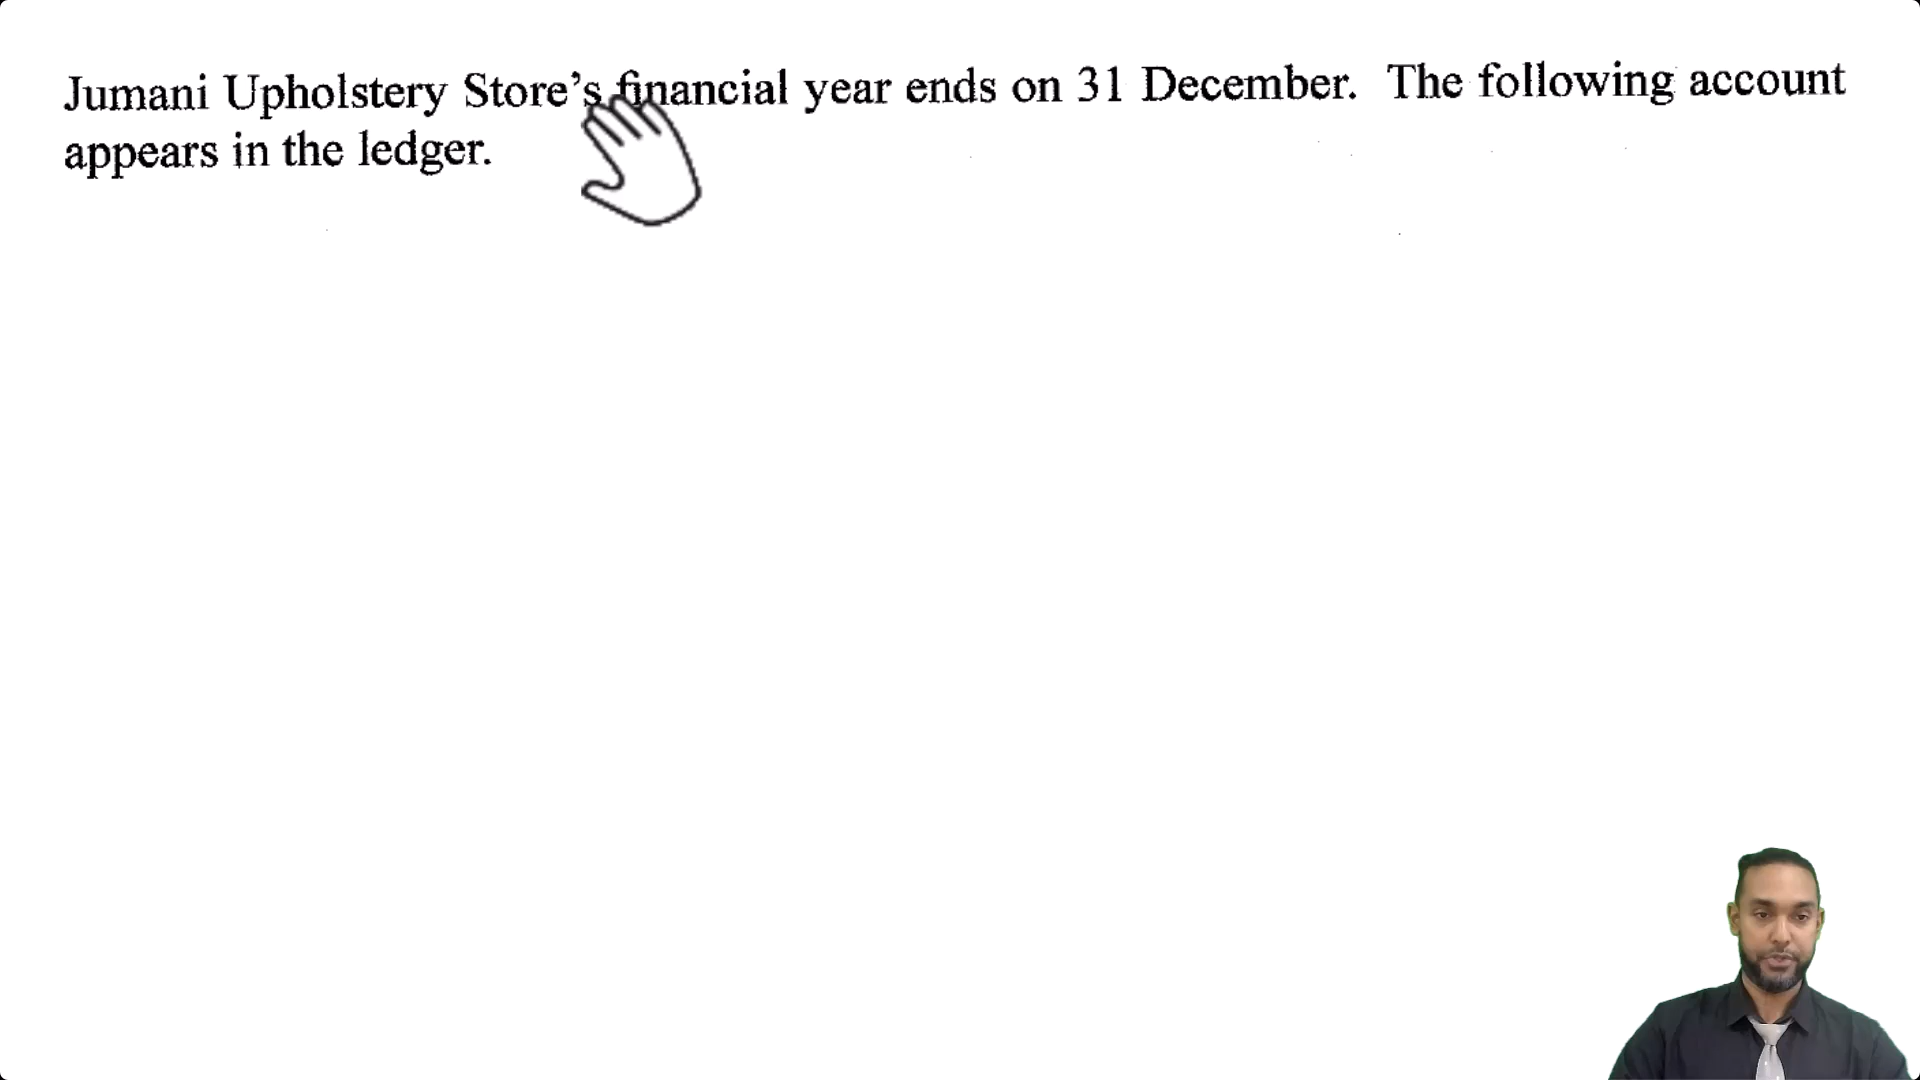 Jumani Upholstery Store's financial year ends on 31 December. The following account
appears in the ledger.